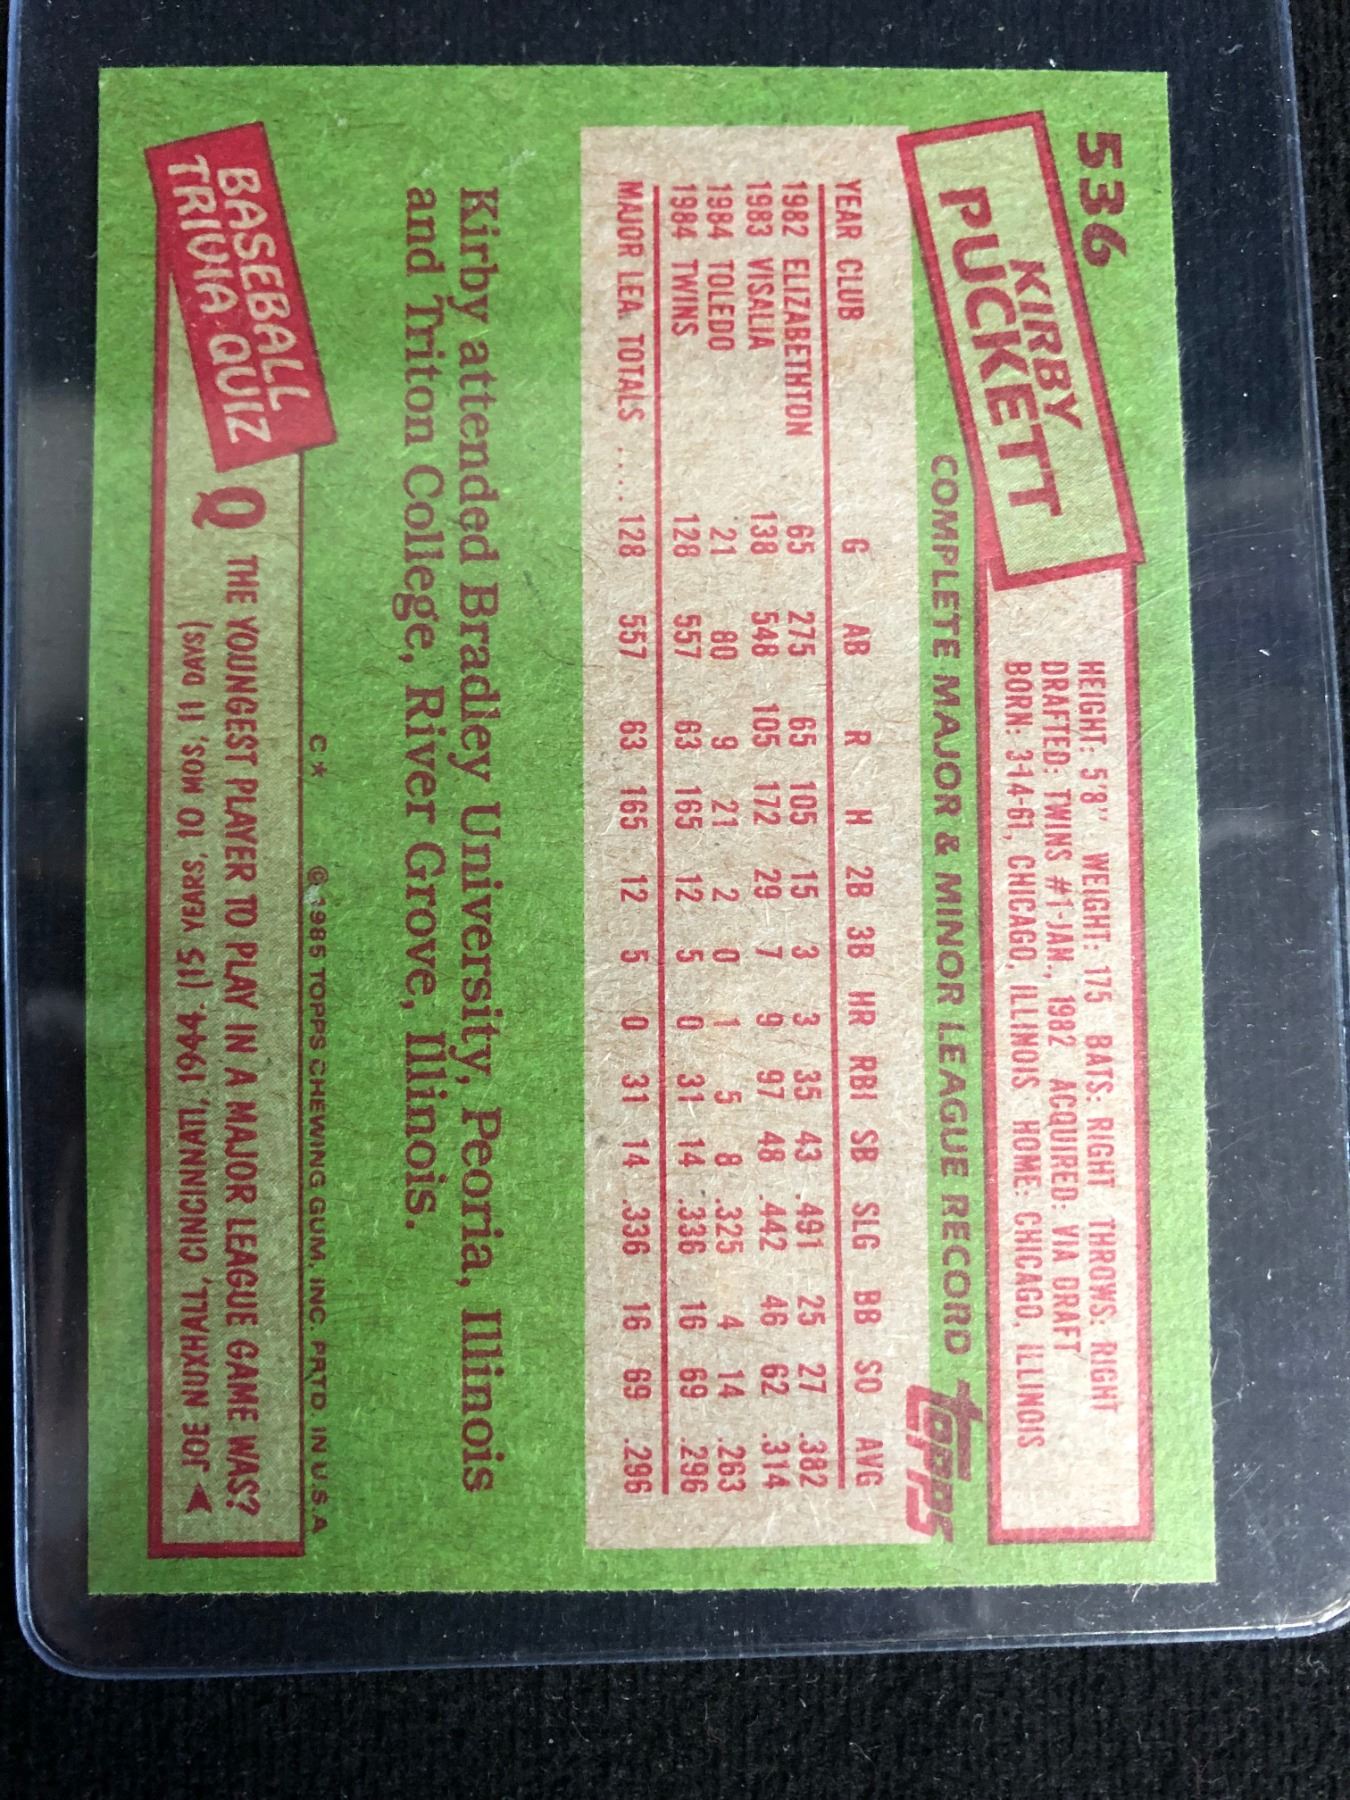 536
KIRBY
PUCKETT
HEIGHT: 5'8" WEIGHT: 175 BATS: RIGHT THROWS: RIGHT
DRAFTED: TWINS #1-JAN., 1982 ACQUIRED: VIA DRAFT
BORN: 3-14-61, CHICAGO, ILLINOIS HOME: CHICAGO, ILLINOIS
COMPLETE MAJOR & MINOR LEAGUE RECORD
topps
YEAR CLUB G AB R H 2B 3B HR RBI SB SLG BB SO AVG
1982 ELIZABETHTON 65 275 65 105 15 3 3 35 43 .491 25 27 .382
1983 VISALIA 138 548 105 172 29 7 9 97 48 .442 46 62 .314
1984 TOLEDO 21 80 9 21 2 0 1 5 8 .325 4 14 .263
1984 TWINS 128 557 63 165 12 5 0 31 14 .336 16 69 .296
MAJOR LEA. TOTALS ..... 128 557 63 165 12 5 0 31 14 .336 16 69 .296
Kirby attended Bradley University, Peoria, Illinois
and Triton College, River Grove, Illinois.
C* ©1985 TOPPS CHEWING GUM, INC. PRTD. IN U.S.A
BASEBALL
TRIVIA QUIZ
Q THE YOUNGEST PLAYER TO PLAY IN A MAJOR LEAGUE GAME WAS?
(15 YEARS, 10 MOS, 11 DAYS) JOE NUXHALL, CINCINNATI, 1944.